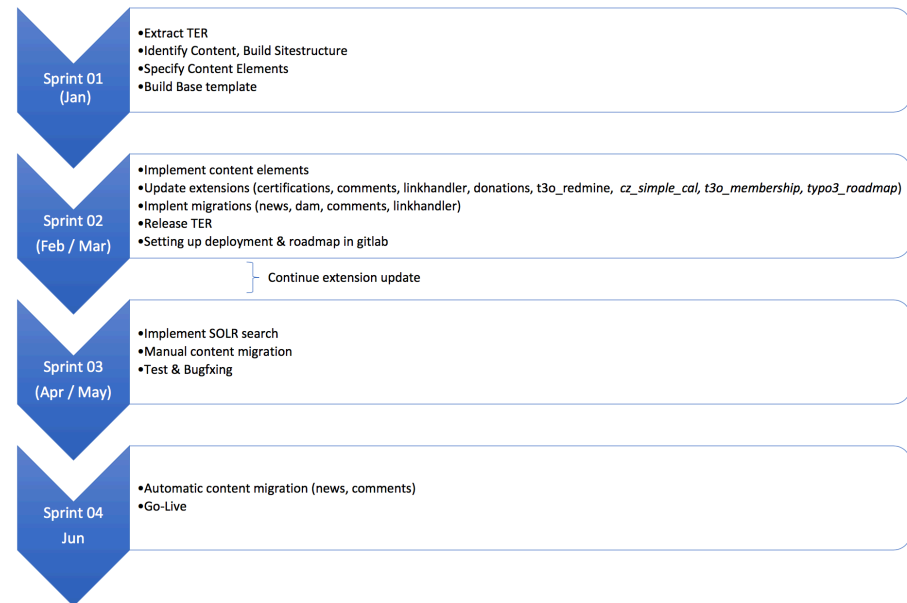 Sprint 01
(Jan)
•Extract TER
•Identify Content, Build Sitestructure
•Specify Content Elements
•Build Base template
Sprint 02
(Feb / Mar)
•Implement content elements
•Update extensions (certifications, comments, linkhandler, donations, t3o_redmine, cz_simple_cal, t3o_membership, typo3_roadmap)
•Implent migrations (news, dam, comments, linkhandler)
•Release TER
•Setting up deployment & roadmap in gitlab
Continue extension update
Sprint 03
(Apr / May)
•Implement SOLR search
•Manual content migration
•Test & Bugfxing
Sprint 04
Jun
•Automatic content migration (news, comments)
•Go-Live